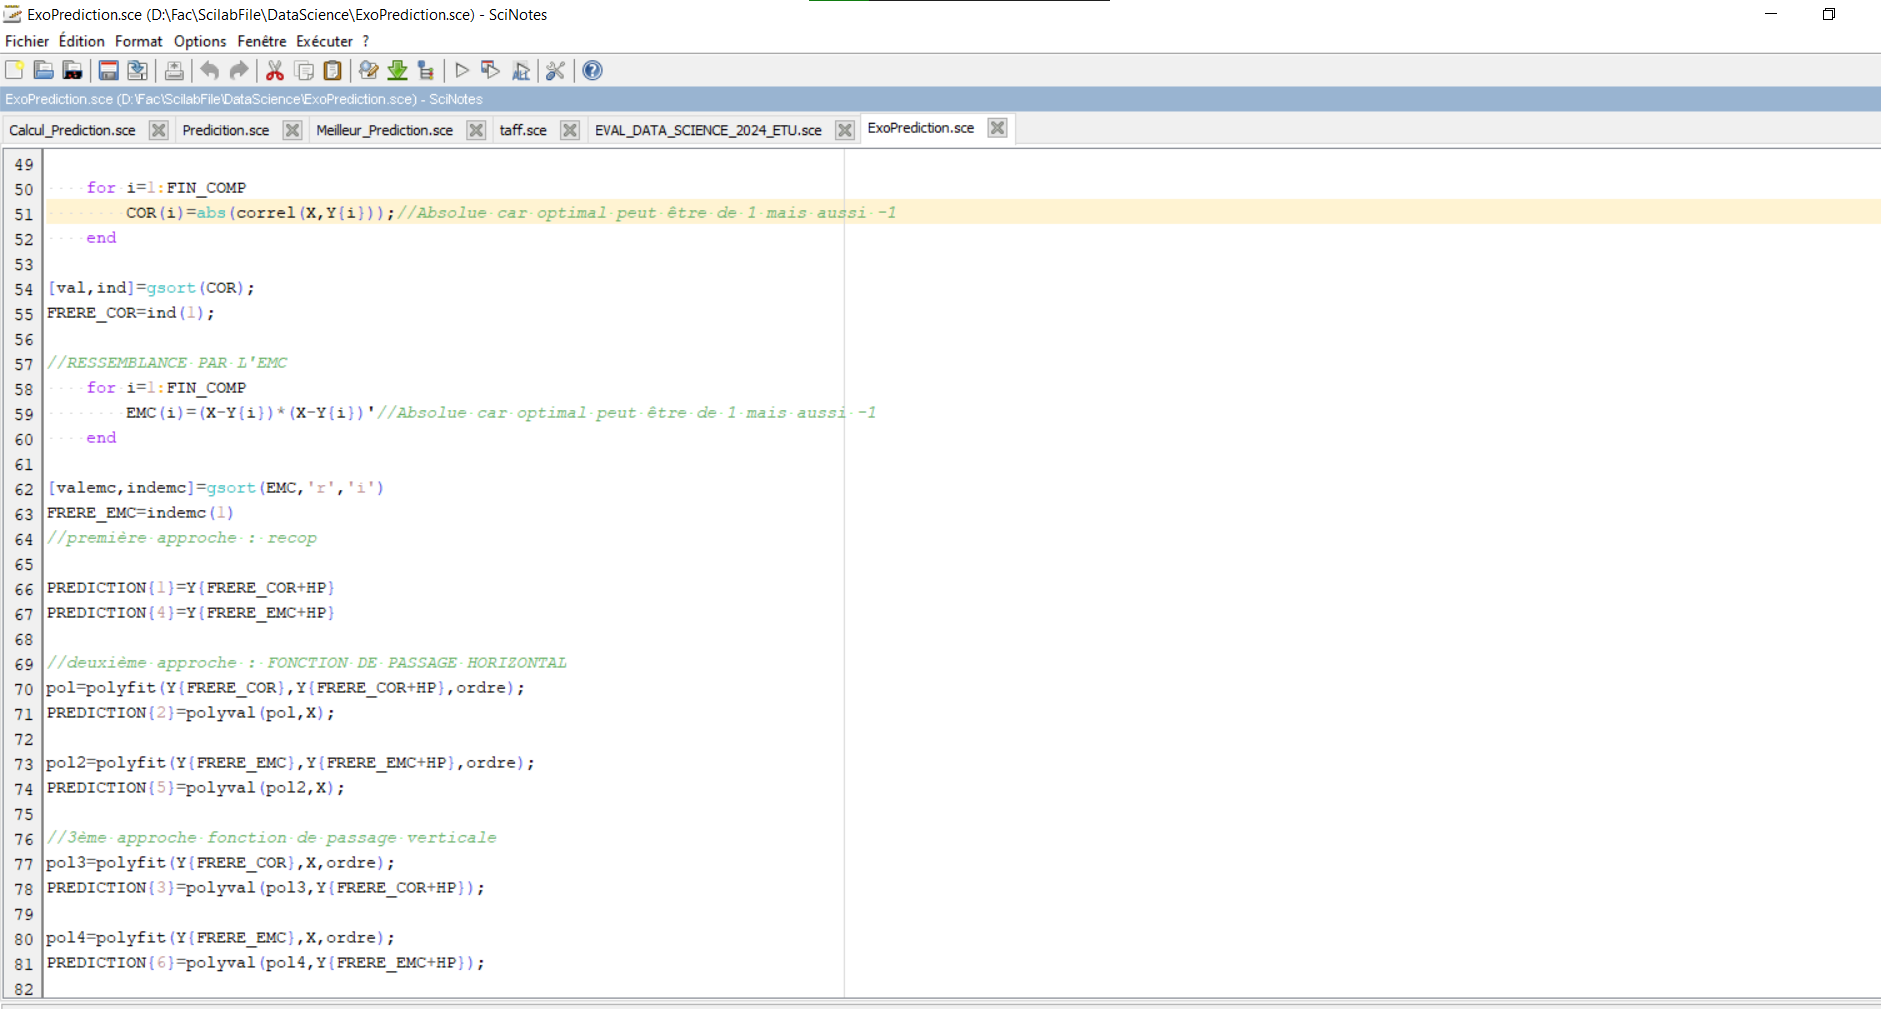 ExoPrediction.sce (D:\Fac\ScilabFile\DataScience\ExoPrediction.sce) - SciNotes
Fichier Édition Format Options Fenêtre Exécuter ?
ExoPrediction.sce (D:\Fac\ScilabFile\DataScience\ExoPrediction.sce) - SciNotes
Calcul_Prediction.sce Predicition.sce Meilleur_Prediction.sce taff.sce EVAL_DATA_SCIENCE_2024_ETU.sce ExoPrediction.sce
49
50 for i=1:FIN_COMP
51 COR(i)=abs(correl(X,Y{i}));//Absolue car optimal peut être de 1 mais aussi -1
52 end
53
54 [val,ind]=gsort(COR);
55 FRERE_COR=ind(1);
56
57 //RESSEMBLANCE PAR L'EMC
58 for i=1:FIN_COMP
59 EMC(i)=(X-Y{i})*(X-Y{i})'//Absolue car optimal peut être de 1 mais aussi -1
60 end
61
62 [valemc,indemc]=gsort(EMC,'r','i')
63 FRERE_EMC=indemc(1)
64 //première approche : recop
65
66 PREDICTION{1}=Y{FRERE_COR+HP}
67 PREDICTION{4}=Y{FRERE_EMC+HP}
68
69 //deuxième approche : FONCTION DE PASSAGE HORIZONTAL
70 pol=polyfit(Y{FRERE_COR},Y{FRERE_COR+HP},ordre);
71 PREDICTION{2}=polyval(pol,X);
72
73 pol2=polyfit(Y{FRERE_EMC},Y{FRERE_EMC+HP},ordre);
74 PREDICTION{5}=polyval(pol2,X);
75
76 //3ème approche fonction de passage verticale
77 pol3=polyfit(Y{FRERE_COR},X,ordre);
78 PREDICTION{3}=polyval(pol3,Y{FRERE_COR+HP});
79
80 pol4=polyfit(Y{FRERE_EMC},X,ordre);
81 PREDICTION{6}=polyval(pol4,Y{FRERE_EMC+HP});
82